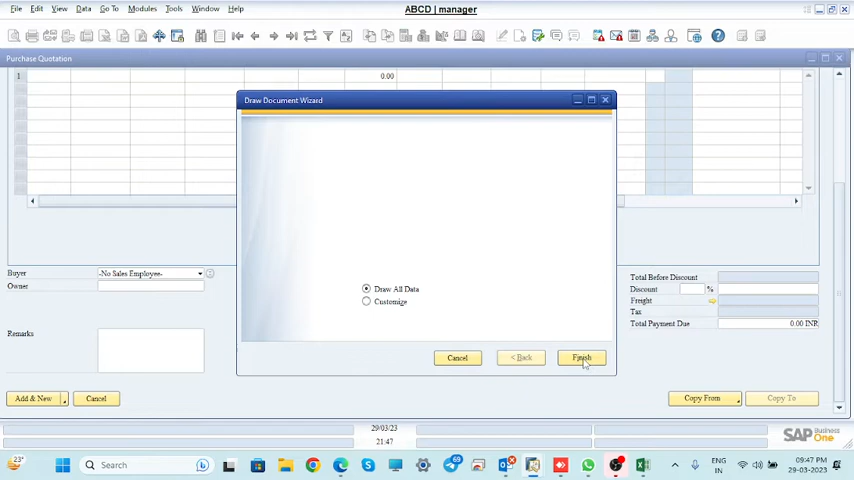 ABCD | manager
File Edit View Data Go To Modules Tools Window Help
Purchase Quotation
1 0.00
Draw Document Wizard
Draw All Data
Customize
Cancel < Back Finish
Buyer -No Sales Employee-
Owner
Remarks
Total Before Discount
Discount %
Freight
Tax
Total Payment Due 0.00 INR
Add & New Cancel Copy From Copy To
29/03/23
21:47
SAP Business One
23°
Search
69
ENG
IN
09:47 PM
29-03-2023